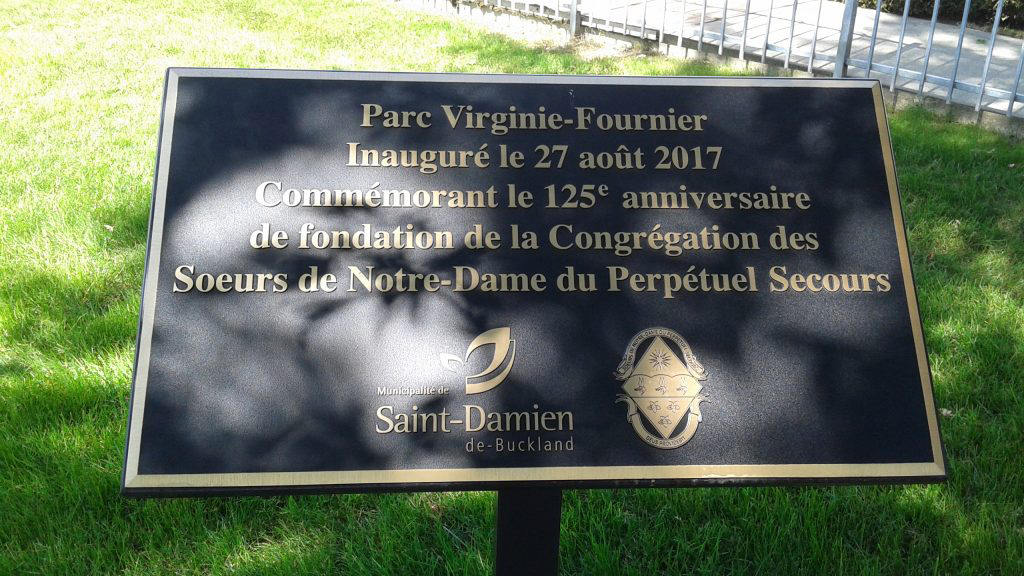 Parc Virginie-Fournier
Inauguré le 27 août 2017
Commémorant le 125e anniversaire
de fondation de la Congrégation des
Soeurs de Notre-Dame du Perpétuel Secours
Municipalité de
Saint-Damien
de-Buckland